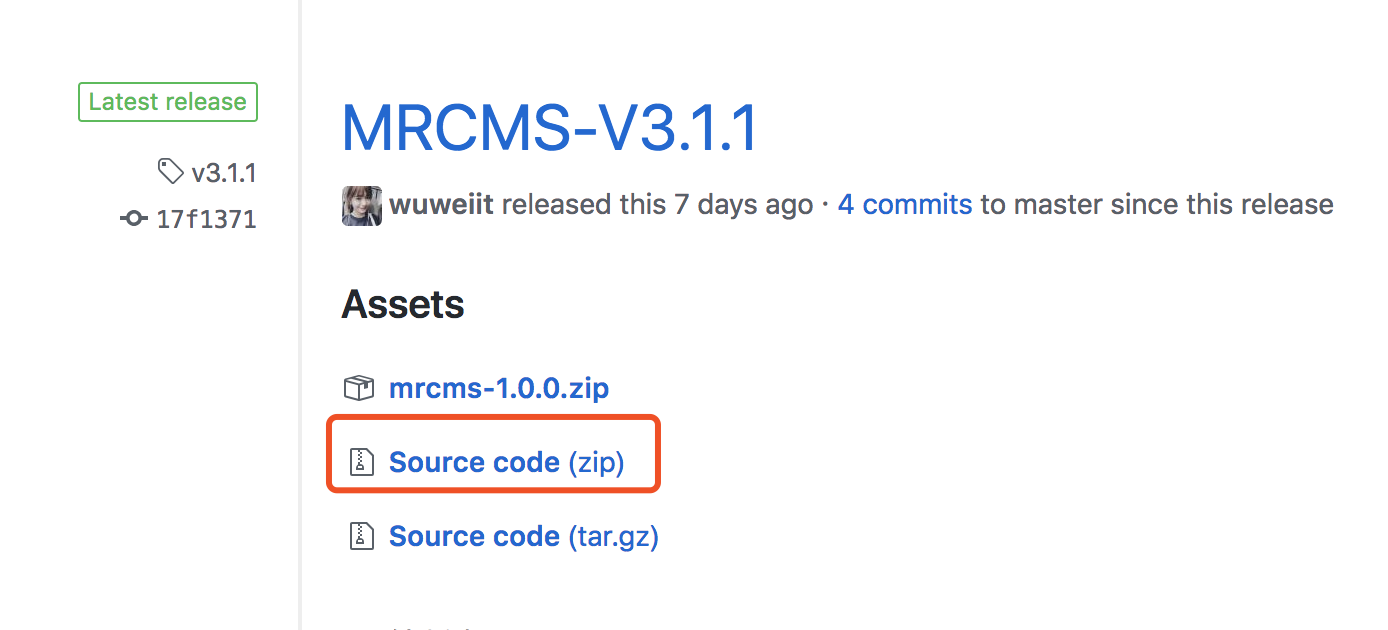 Latest release
v3.1.1
17f1371
MRCMS-V3.1.1
wuweiit released this 7 days ago · 4 commits to master since this release
Assets
mrcms-1.0.0.zip
Source code (zip)
Source code (tar.gz)